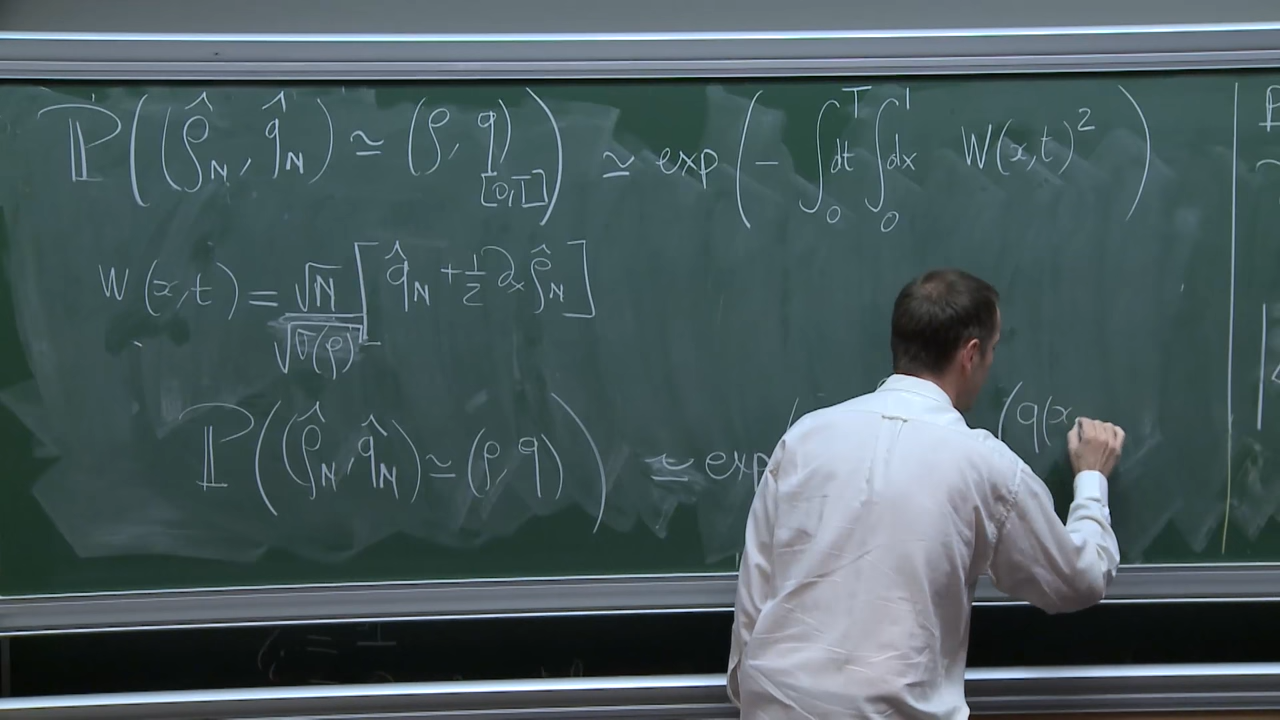 ℙ((ρ̂_N, q̂_N) ≃ (ρ, q)_[0,T]) ≃ exp(− ∫_0^T dt ∫_0^1 dx W(x,t)^2)
W(x,t) = √N/√σ(ρ) [q̂_N + 1/2 ∂_x ρ̂_N]
ℙ((ρ̂_N, q̂_N) ≃ (ρ, q)) ≃ exp( (q(x